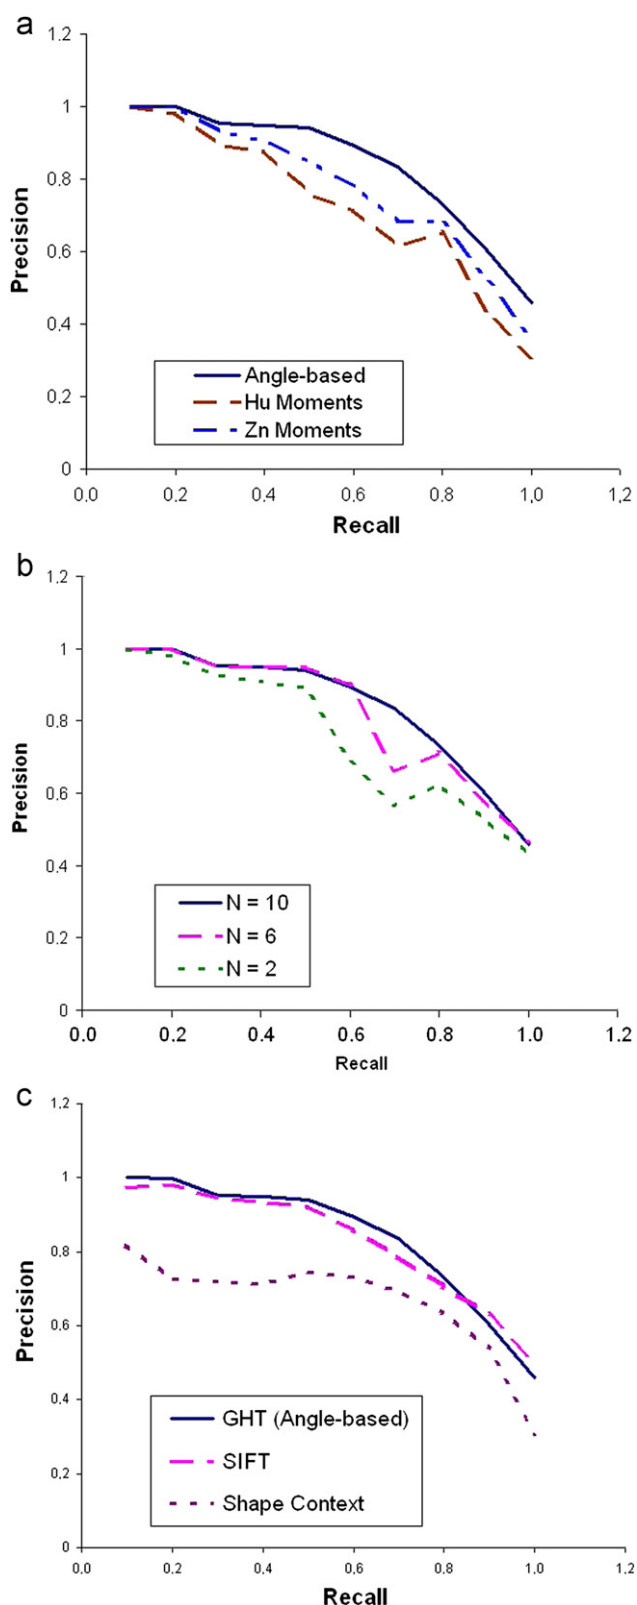 a
1.2
1
0.8
0.6
0.4
0.2
0
Precision
0.0 0.2 0.4 0.6 0.8 1,0 1,2
Recall
Angle-based
Hu Moments
Zn Moments
b
1.2
1
0.8
0.6
0.4
0.2
0
Precision
0.0 0.2 0.4 0.6 0.8 1.0 1.2
Recall
N = 10
N = 6
N = 2
c
1.2
1
0.8
0.6
0.4
0.2
0
Precision
0.0 0.2 0.4 0.6 0.8 1.0 1,2
Recall
GHT (Angle-based)
SIFT
Shape Context